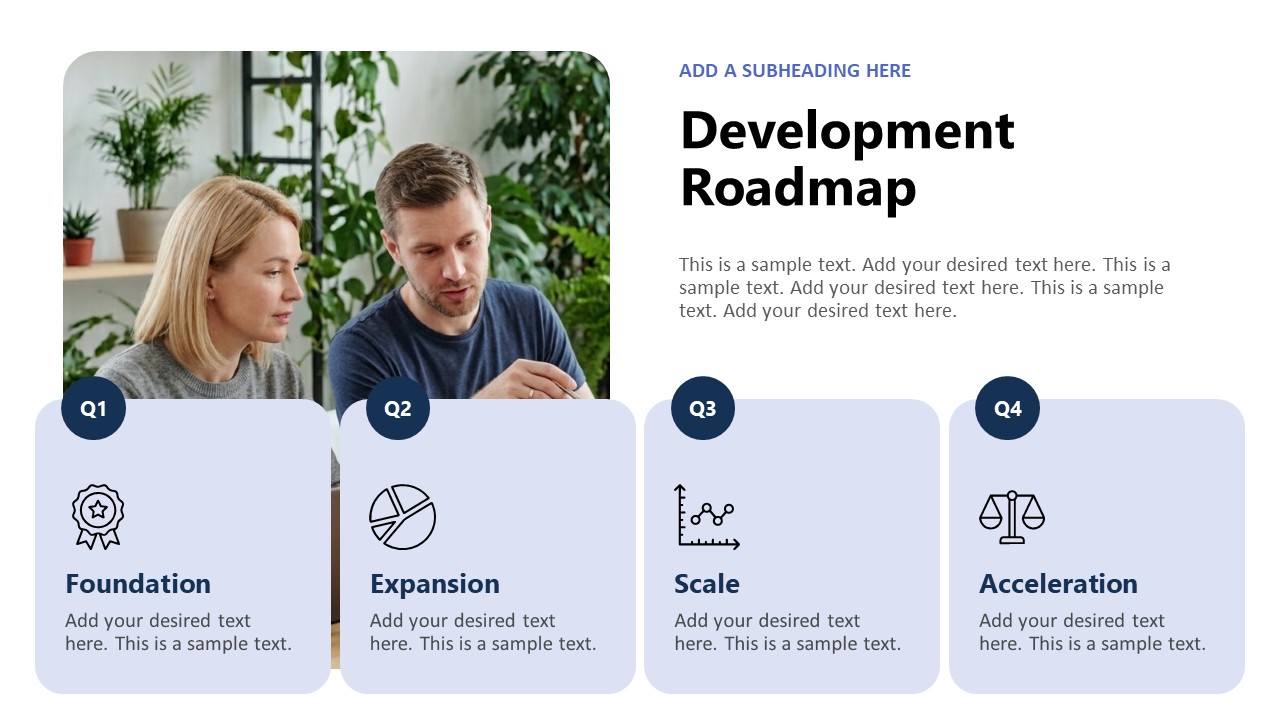 ADD A SUBHEADING HERE
Development
Roadmap
This is a sample text. Add your desired text here. This is a
sample text. Add your desired text here. This is a sample
text. Add your desired text here.
Q1
Foundation
Add your desired text
here. This is a sample text.
Q2
Expansion
Add your desired text
here. This is a sample text.
Q3
Scale
Add your desired text
here. This is a sample text.
Q4
Acceleration
Add your desired text
here. This is a sample text.